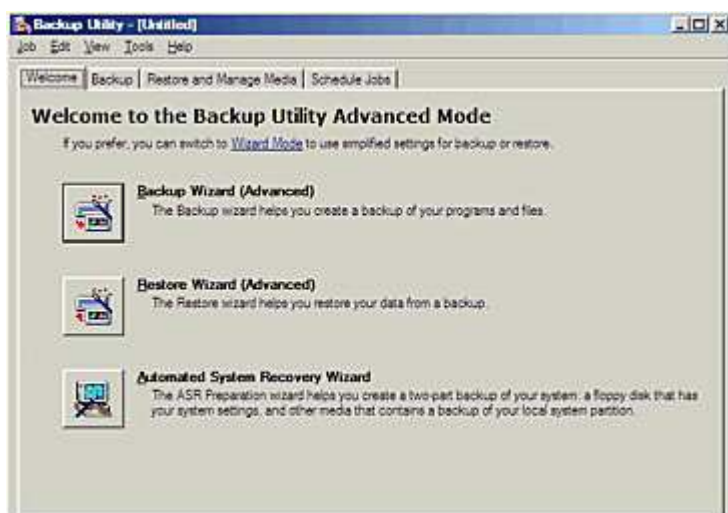 Backup Utility - [Untitled]
Job Edit View Tools Help
Welcome Backup Restore and Manage Media Schedule Jobs
Welcome to the Backup Utility Advanced Mode
If you prefer, you can switch to Wizard Mode to use simplified settings for backup or restore.
Backup Wizard (Advanced)
The Backup wizard helps you create a backup of your programs and files.
Restore Wizard (Advanced)
The Restore wizard helps you restore your data from a backup.
Automated System Recovery Wizard
The ASR Preparation wizard helps you create a two-part backup of your system: a floppy disk that has
your system settings, and other media that contains a backup of your local system partition.